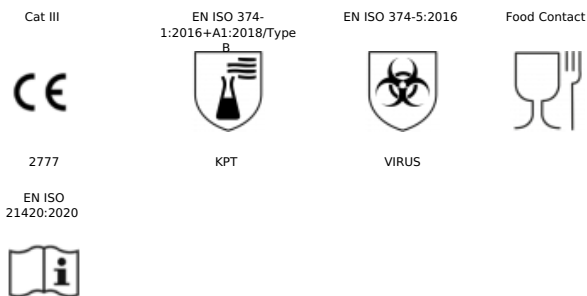 Cat III
EN ISO 374-
1:2016+A1:2018/Type
B
EN ISO 374-5:2016
Food Contact
CE
2777
KPT
VIRUS
EN ISO
21420:2020
i